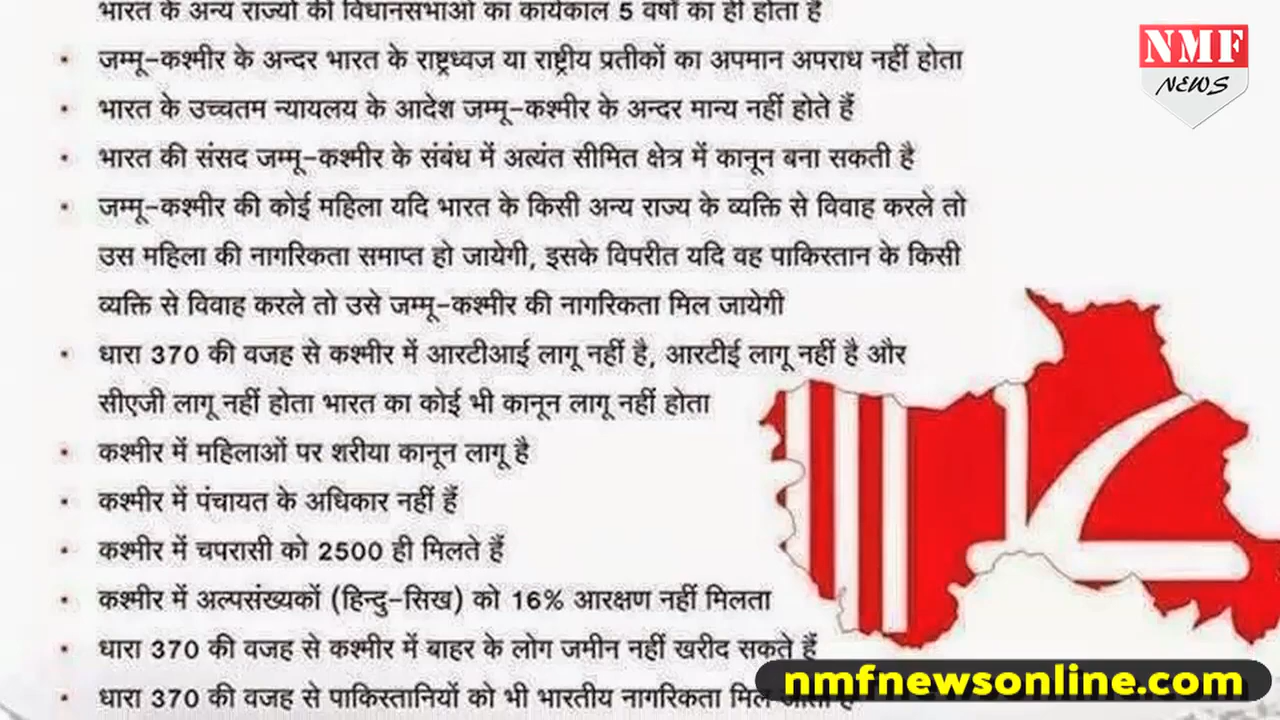 भारत के अन्य राज्यों की विधानसभाओं का कार्यकाल 5 वर्षों का ही होता है
• जम्मू-कश्मीर के अन्दर भारत के राष्ट्रध्वज या राष्ट्रीय प्रतीकों का अपमान अपराध नहीं होता
• भारत के उच्चतम न्यायलय के आदेश जम्मू-कश्मीर के अन्दर मान्य नहीं होते हैं
• भारत की संसद जम्मू-कश्मीर के संबंध में अत्यंत सीमित क्षेत्र में कानून बना सकती है
• जम्मू-कश्मीर की कोई महिला यदि भारत के किसी अन्य राज्य के व्यक्ति से विवाह करले तो
उस महिला की नागरिकता समाप्त हो जायेगी, इसके विपरीत यदि वह पाकिस्तान के किसी
व्यक्ति से विवाह करले तो उसे जम्मू-कश्मीर की नागरिकता मिल जायेगी
• धारा 370 की वजह से कश्मीर में आरटीआई लागू नहीं है, आरटीई लागू नहीं है और
सीएजी लागू नहीं होता भारत का कोई भी कानून लागू नहीं होता
• कश्मीर में महिलाओं पर शरीया कानून लागू है
• कश्मीर में पंचायत के अधिकार नहीं हैं
• कश्मीर में चपरासी को 2500 ही मिलते हैं
• कश्मीर में अल्पसंख्यकों (हिन्दु-सिख) को 16% आरक्षण नहीं मिलता
• धारा 370 की वजह से कश्मीर में बाहर के लोग जमीन नहीं खरीद सकते हैं
• धारा 370 की वजह से पाकिस्तानियों को भी भारतीय नागरिकता मिल
NMF
NEWS
nmfnewsonline.com